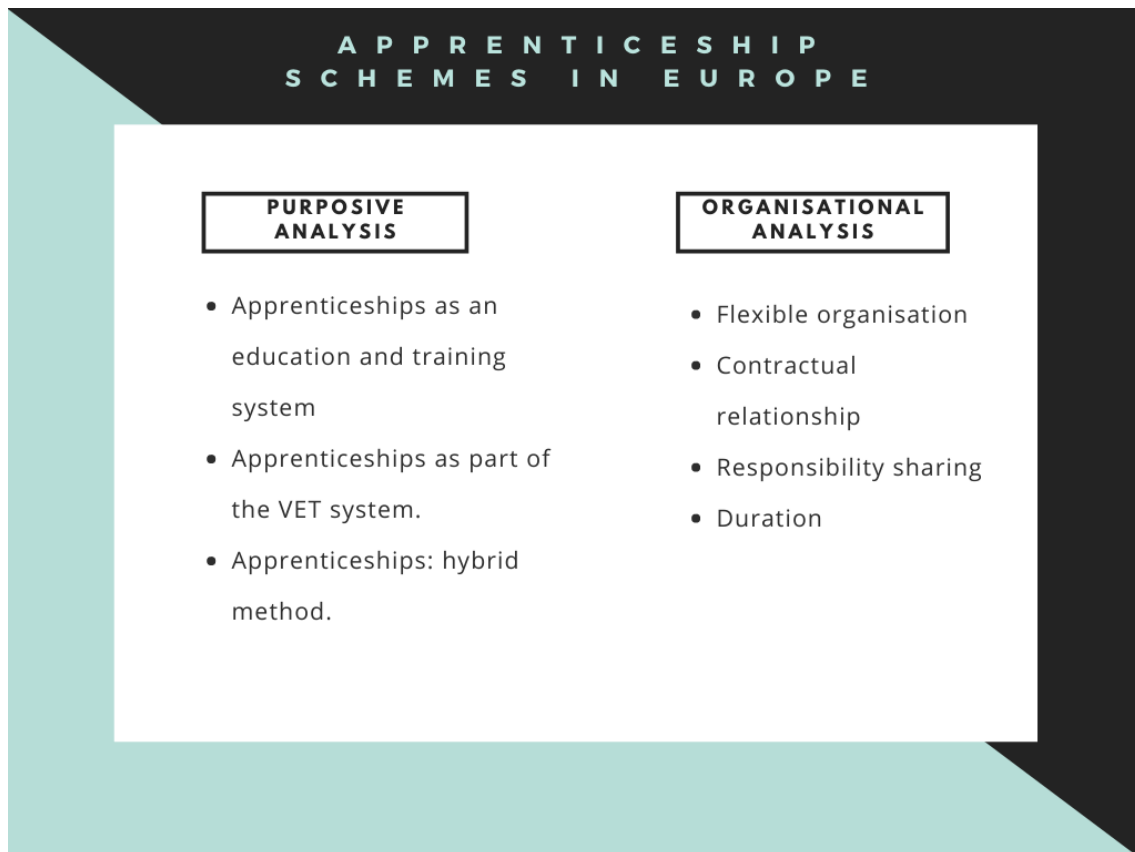 APPRENTICESHIP
SCHEMES IN EUROPE
PURPOSIVE
ANALYSIS
• Apprenticeships as an
education and training
system
• Apprenticeships as part of
the VET system.
• Apprenticeships: hybrid
method.
ORGANISATIONAL
ANALYSIS
• Flexible organisation
• Contractual
relationship
• Responsibility sharing
• Duration